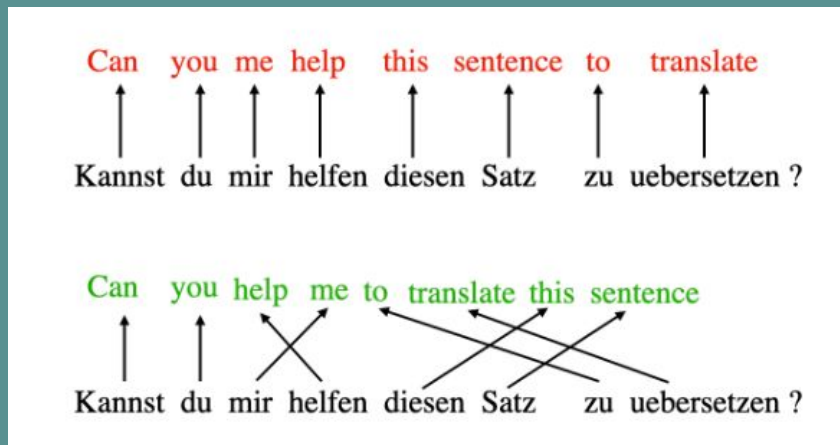 Can you me help this sentence to translate
Kannst du mir helfen diesen Satz zu uebersetzen ?
Can you help me to translate this sentence
Kannst du mir helfen diesen Satz zu uebersetzen ?